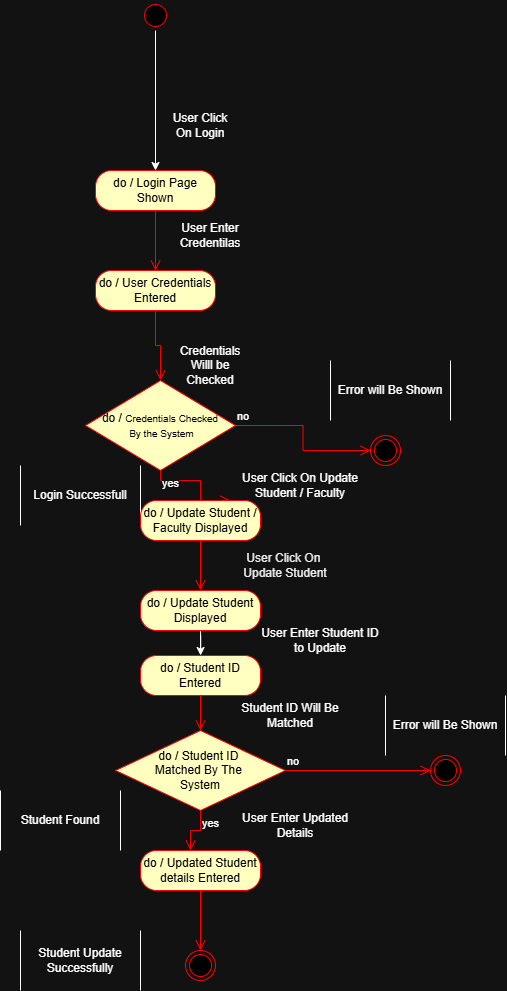 User Click
On Login
do / Login Page
Shown
User Enter
Credentilas
do / User Credentials
Entered
Credentials
Willl be
Checked
Error will Be Shown
do / Credentials Checked
By the System
no
yes
User Click On Update
Student / Faculty
Login Successfull
do / Update Student /
Faculty Displayed
User Click On
Update Student
do / Update Student
Displayed
User Enter Student ID
to Update
do / Student ID
Entered
Student ID Will Be
Matched
Error will Be Shown
do / Student ID
Matched By The
System
no
yes
User Enter Updated
Details
Student Found
do / Updated Student
details Entered
Student Update
Successfully